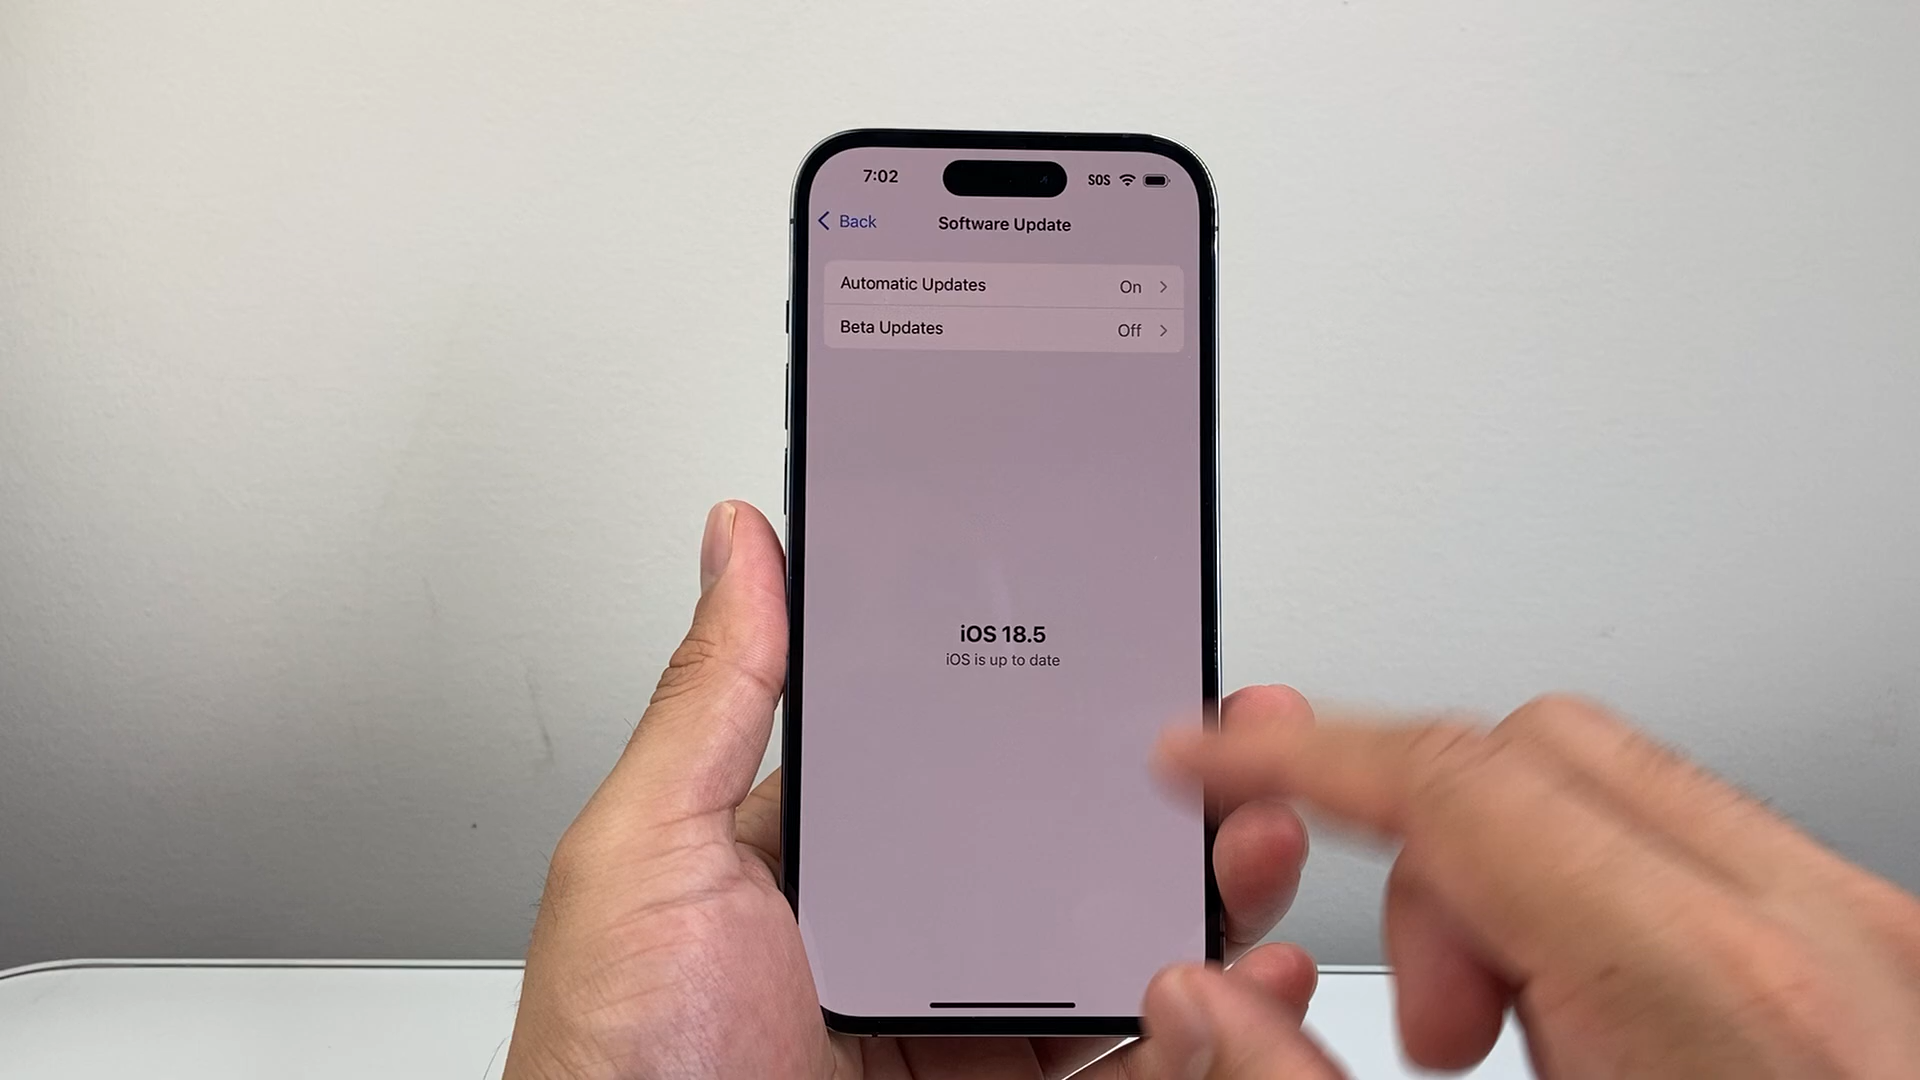 7:02 SOS
Back Software Update
Automatic Updates On
Beta Updates Off
iOS 18.5
iOS is up to date